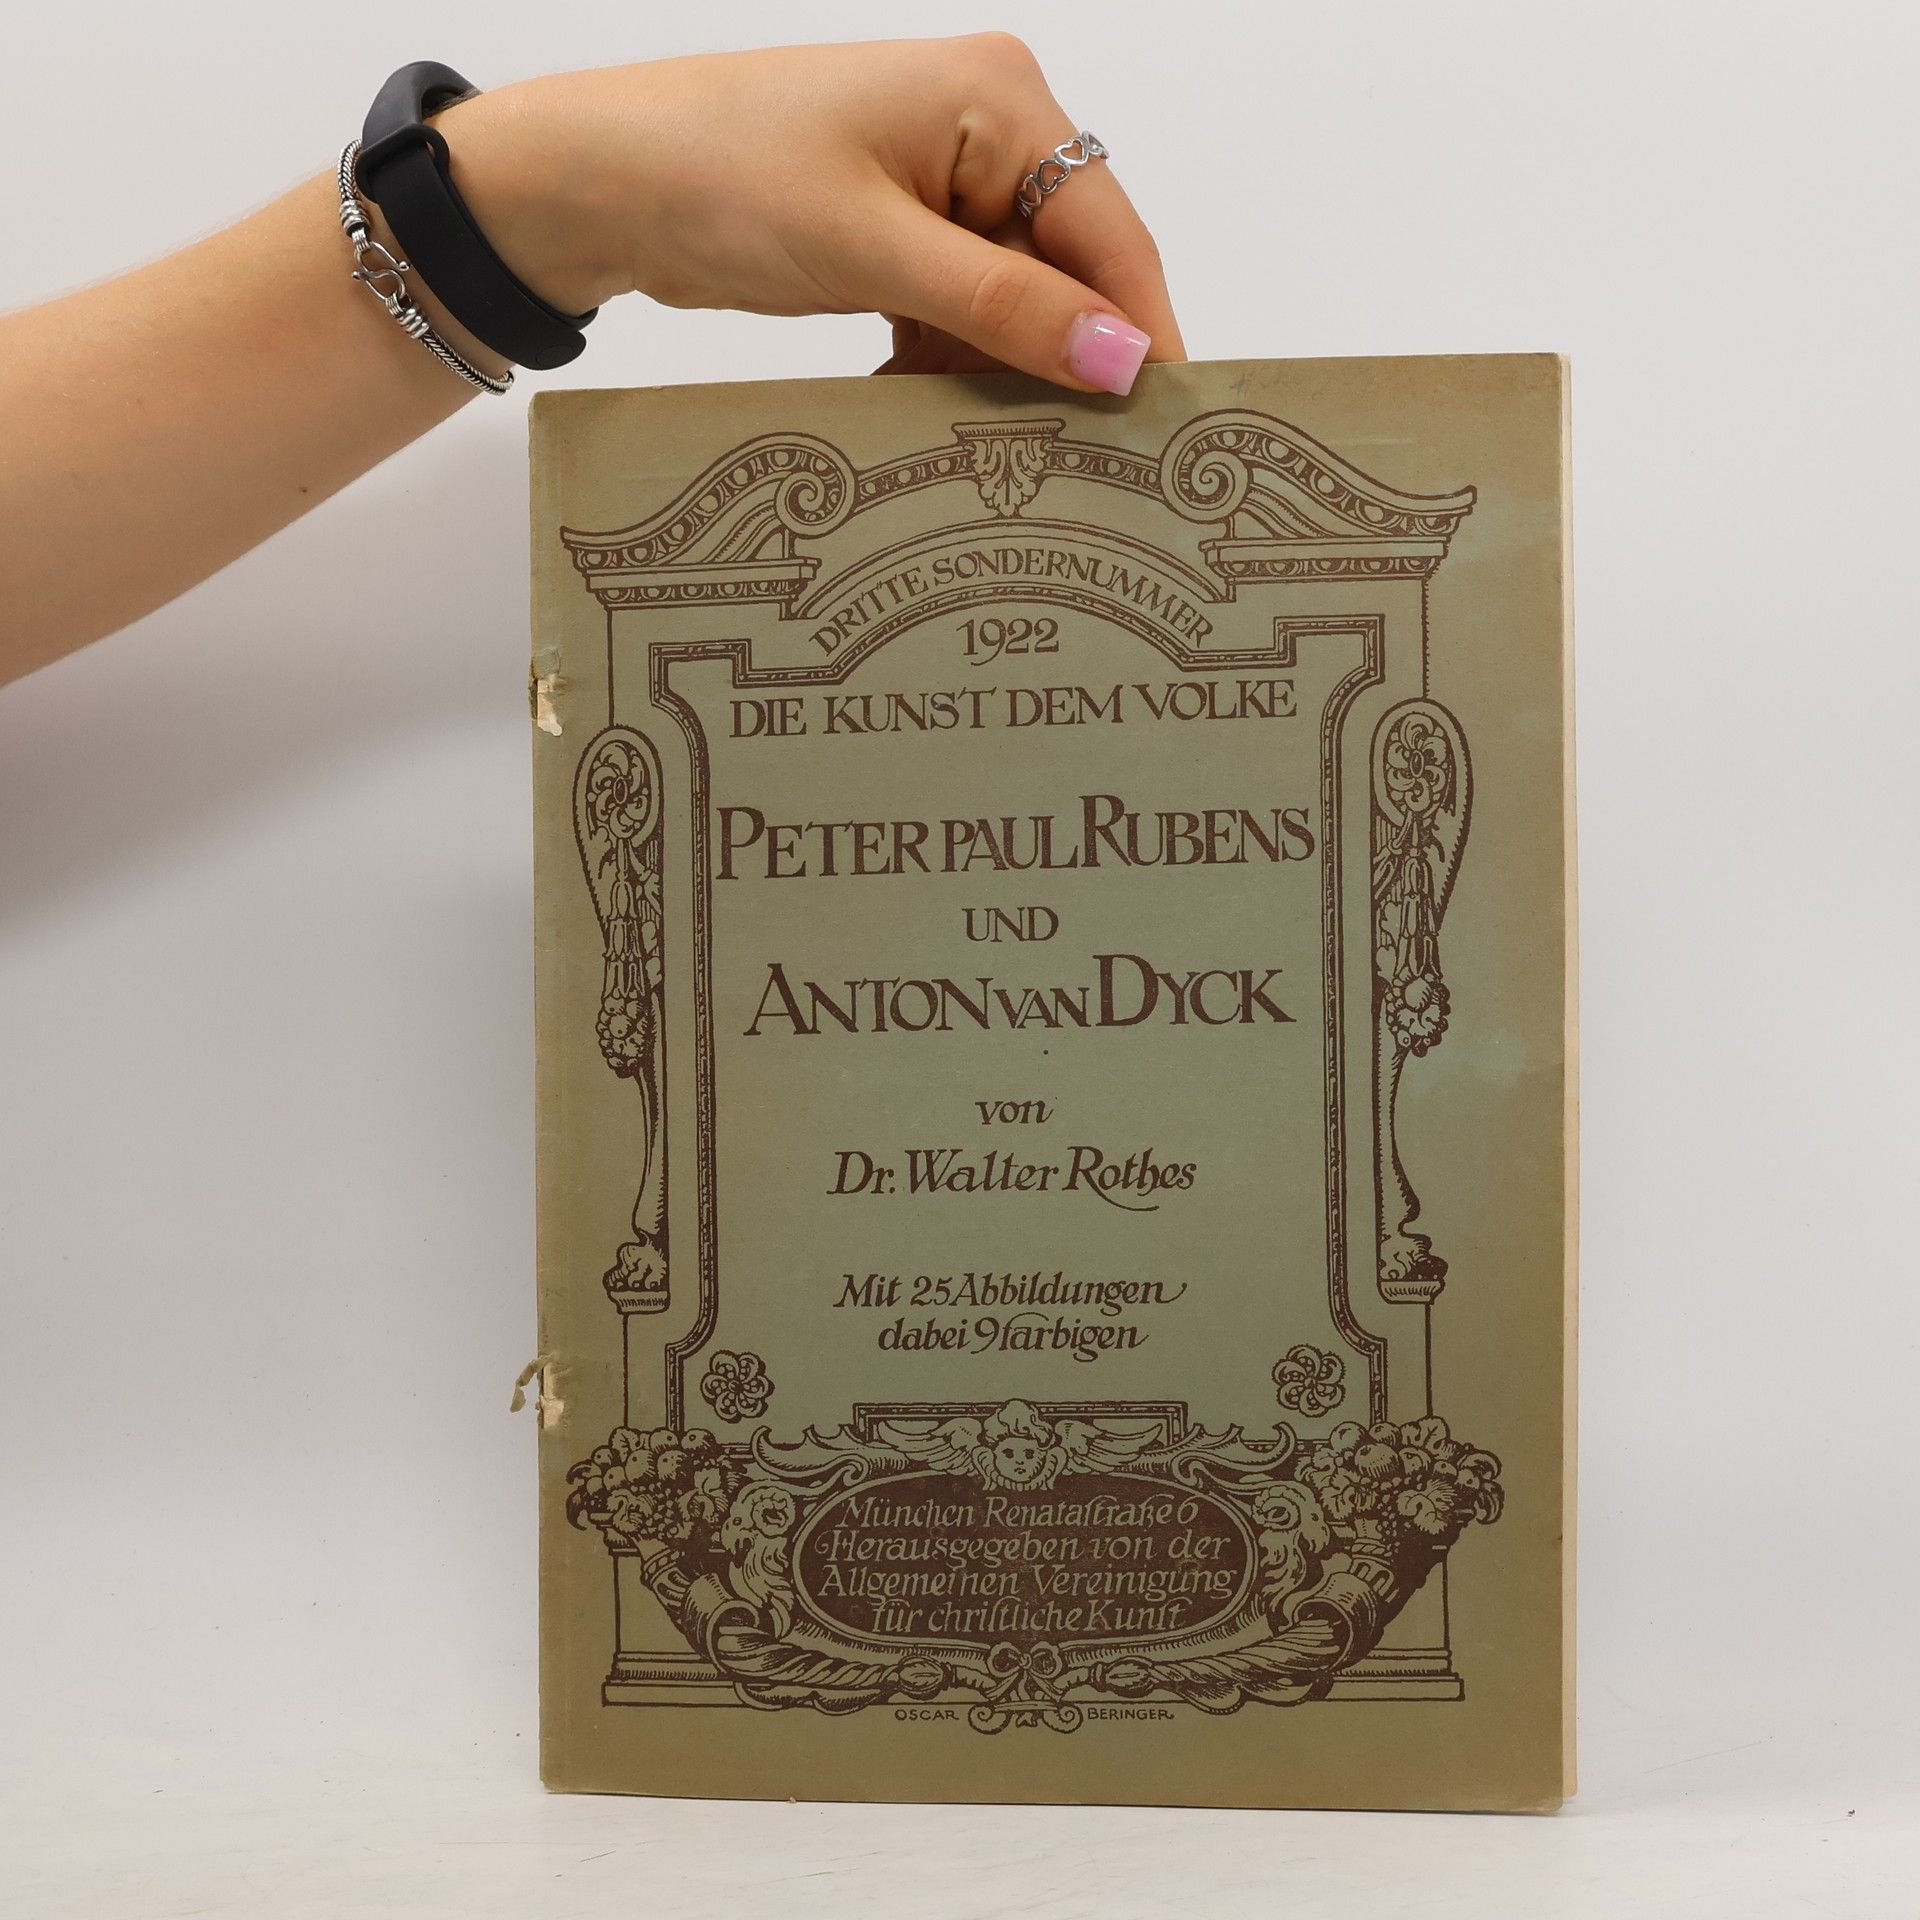 DRITTE SONDERNUMMER
1922
DIE KUNST DEM VOLKE
PETER PAUL RUBENS
UND
ANTON VAN DYCK
von
Dr. Walter Rothes
Mit 25 Abbildungen
dabei 9 farbigen
München Renataſtraße 6
Herausgegeben von der
Allgemeinen Vereinigung
für chriſtliche Kunſt
OSCAR BERINGER